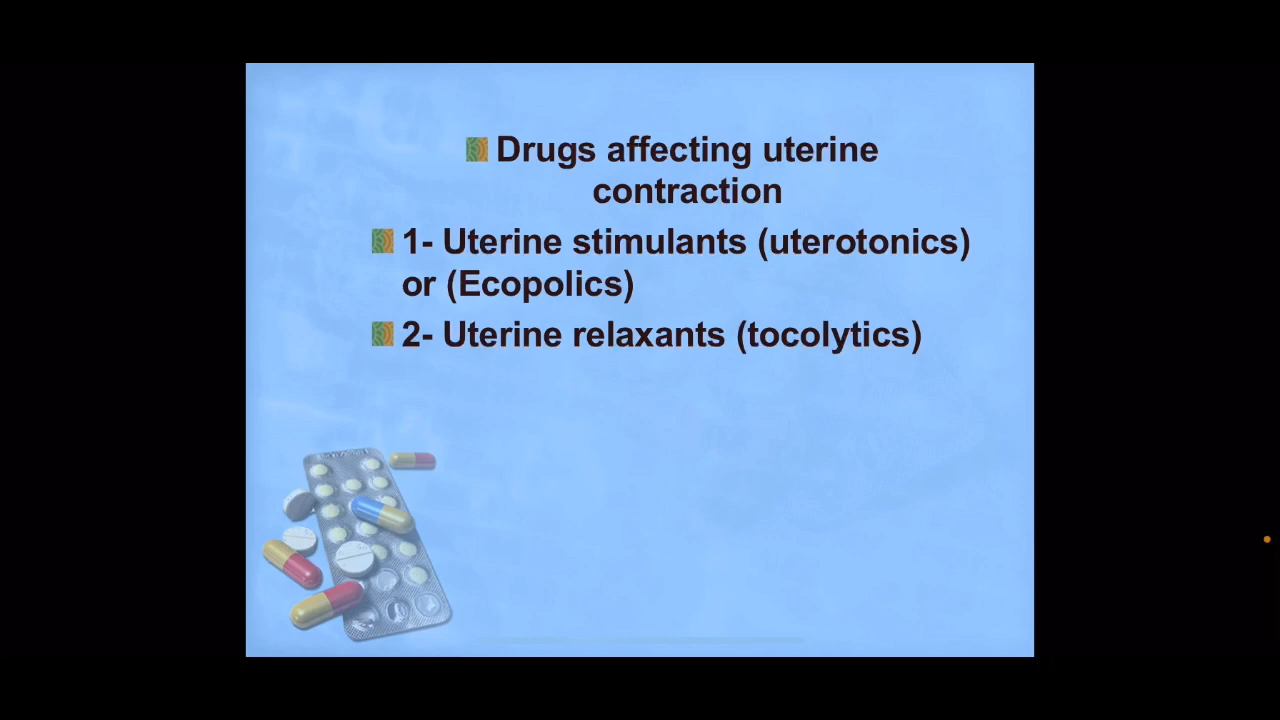 Drugs affecting uterine
contraction
1- Uterine stimulants (uterotonics)
or (Ecopolics)
2- Uterine relaxants (tocolytics)